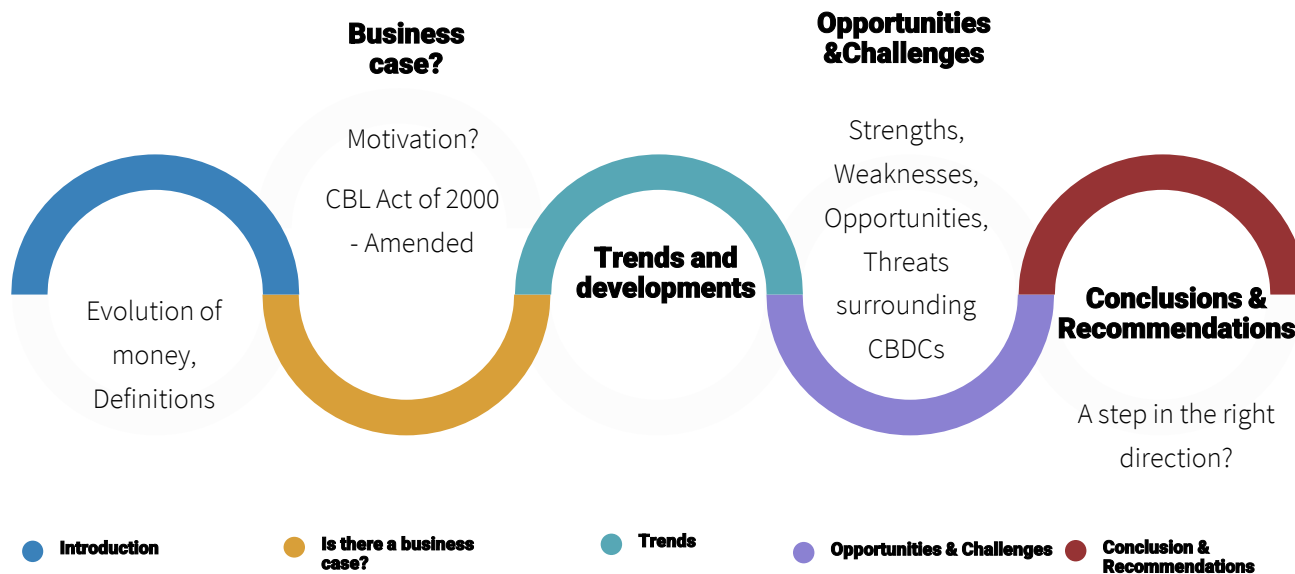 Business
case?
Motivation?
CBL Act of 2000
- Amended
Opportunities
&Challenges
Strengths,
Weaknesses,
Opportunities,
Threats
surrounding
CBDCs
Evolution of
money,
Definitions
Trends and
developments
Conclusions &
Recommendations
A step in the right
direction?
Introduction
Is there a business
case?
Trends
Opportunities & Challenges
Conclusion &
Recommendations